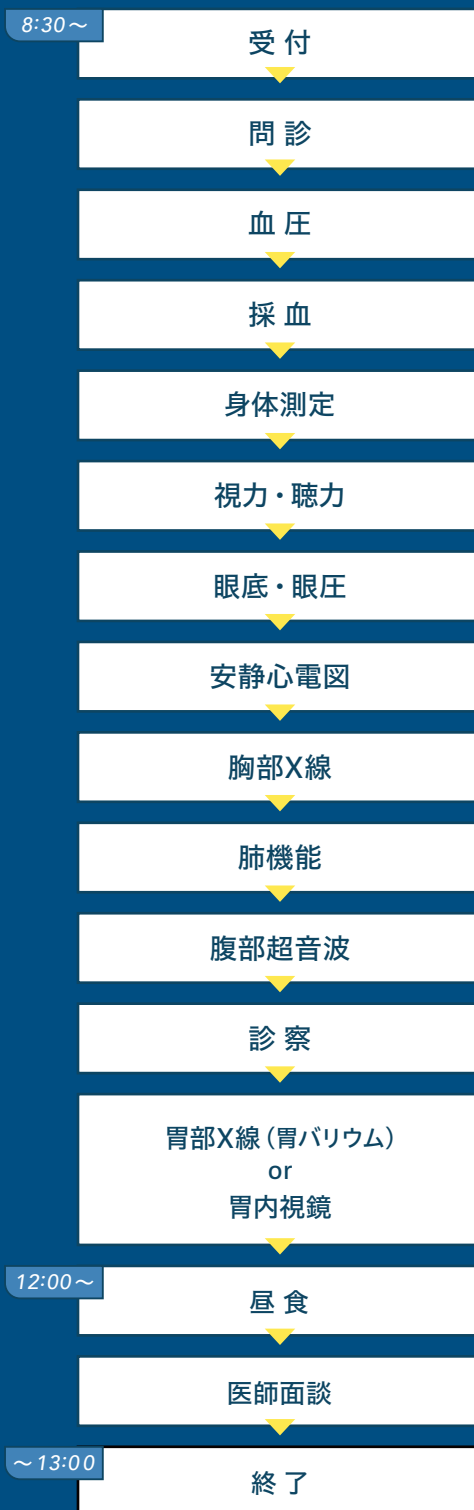 8:30～
受付
問診
血圧
採血
身体測定
視力・聴力
眼底・眼圧
安静心電図
胸部X線
肺機能
腹部超音波
診察
胃部X線（胃バリウム）
or
胃内視鏡
12:00～
昼食
医師面談
～13:00
終了